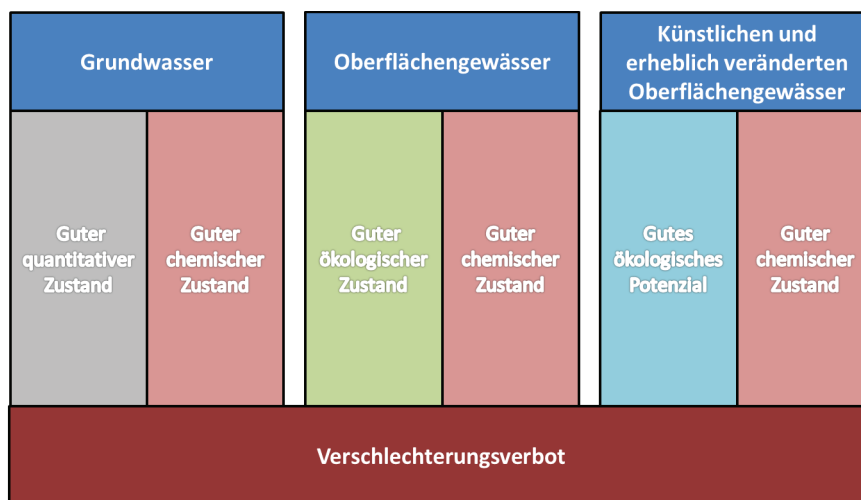 Grundwasser
Oberflächengewässer
Künstlichen und
erheblich veränderten
Oberflächengewässer
Guter
quantitativer
Zustand
Guter
chemischer
Zustand
Guter
ökologischer
Zustand
Guter
chemischer
Zustand
Gutes
ökologisches
Potenzial
Guter
chemischer
Zustand
Verschlechterungsverbot